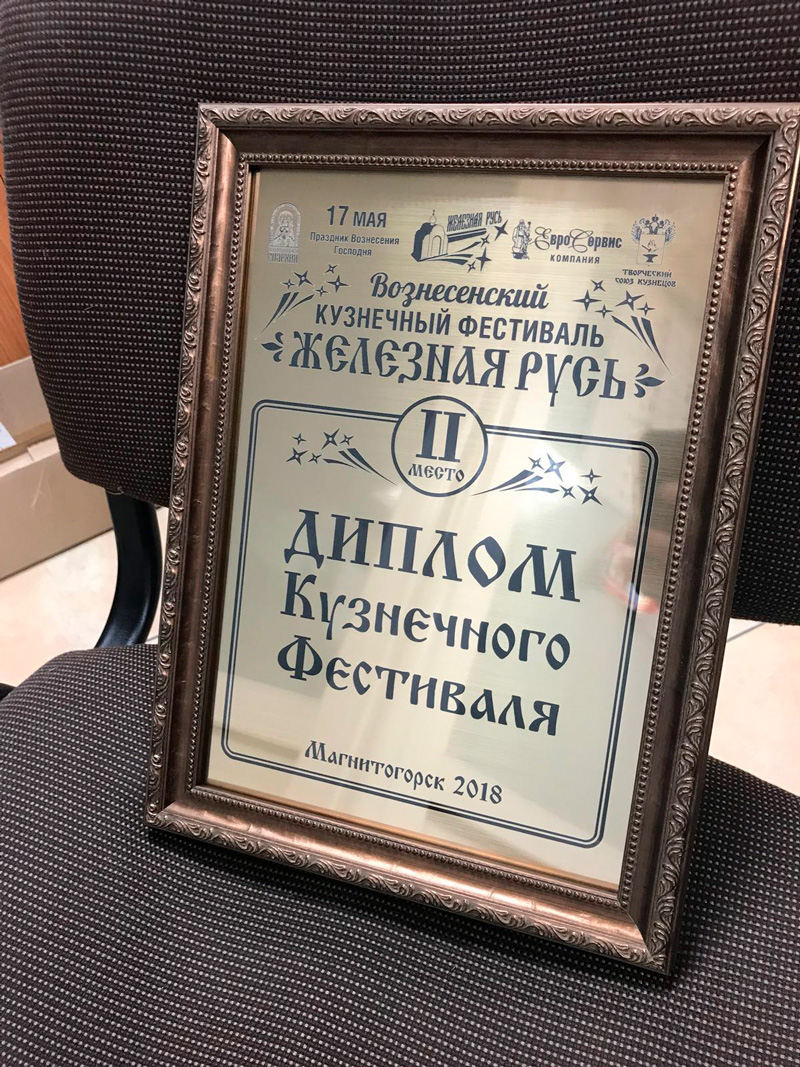 17 МАЯ
Праздник Вознесения
Господня
ЖЕЛЕЗНАЯ РУСЬ
ЕвроСервис
КОМПАНИЯ
ТВОРЧЕСКИЙ
СОЮЗ КУЗНЕЦОВ
Вознесенский
КУЗНЕЧНЫЙ ФЕСТИВАЛЬ
ЖЕЛЕЗНАЯ РУСЬ
II
МЕСТО
ДИПЛОМ
Кузнечного
Фестиваля
Магнитогорск 2018